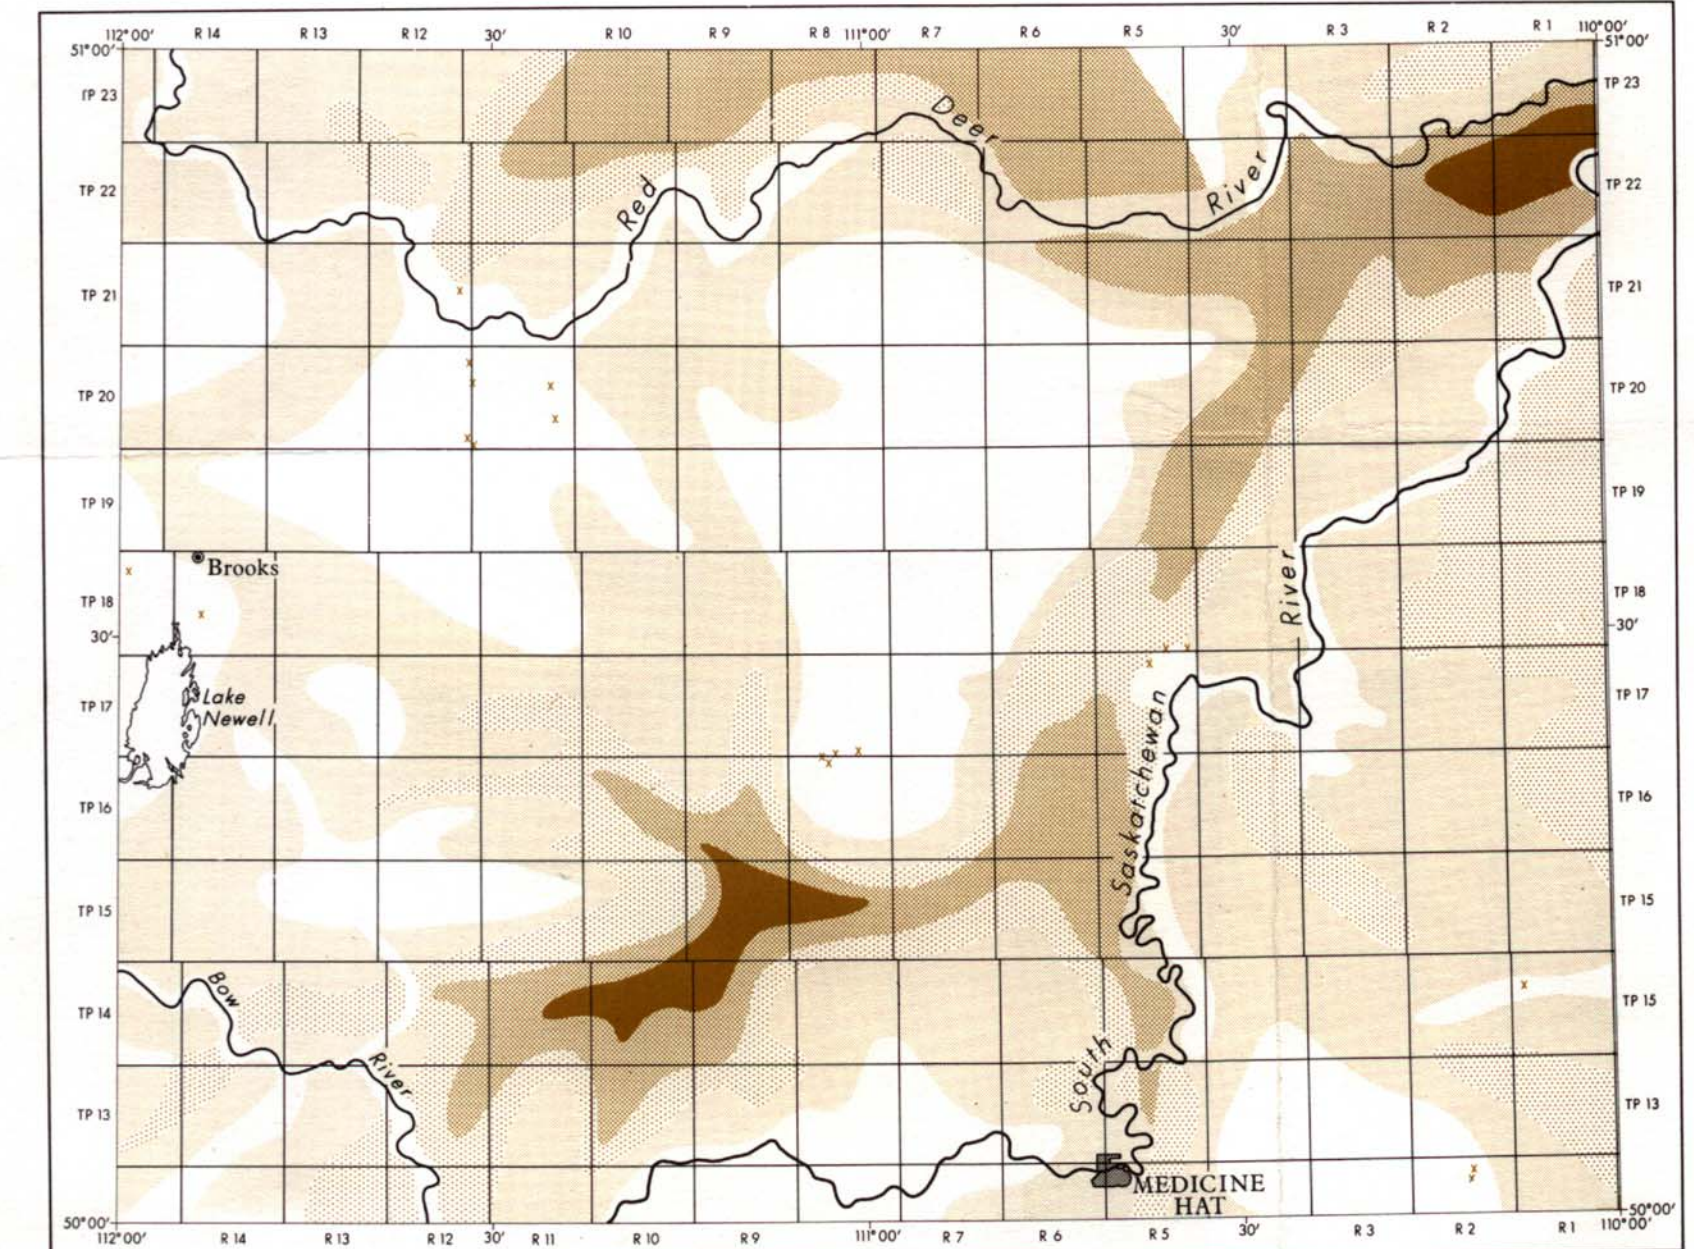 112°00′ R 14 R 13 R 12 30′ R 10 R 9 R 8 111°00′ R 7 R 6 R 5 30′ R 3 R 2 R 1 110°00′
51°00′ 51°00′
TP 23 TP 23
Deer
TP 22 Red River TP 22
TP 21 TP 21
TP 20 TP 20
TP 19 TP 19
Brooks
TP 18 River TP 18
30′ 30′
Lake
Newell
TP 17 Saskatchewan TP 17
TP 16 TP 16
TP 15 TP 15
Bow
TP 14 TP 15
River South
TP 13 TP 13
MEDICINE
HAT
50°00′ 50°00′
112°00′ R 14 R 13 R 12 30′ R 11 R 10 R 9 111°00′ R 7 R 6 R 5 30′ R 3 R 2 R 1 110°00′